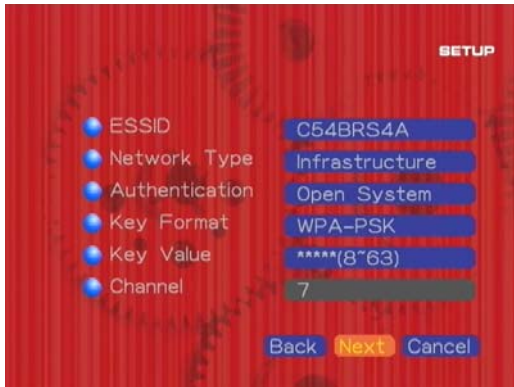 SETUP
ESSID C54BRS4A
Network Type Infrastructure
Authentication Open System
Key Format WPA-PSK
Key Value *****(8~63)
Channel 7
Back Next Cancel